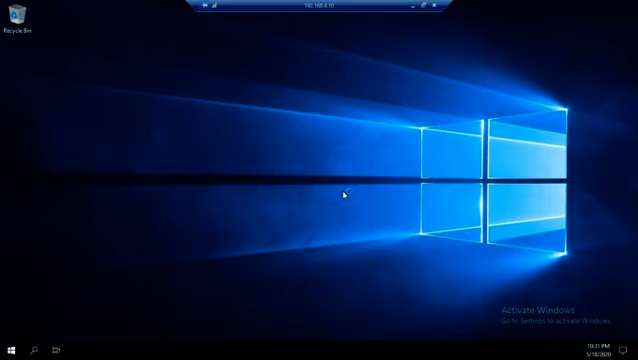 192.168.4.10
Recycle Bin
Activate Windows
Go to Settings to activate Windows.
10:31 PM
5/18/2020